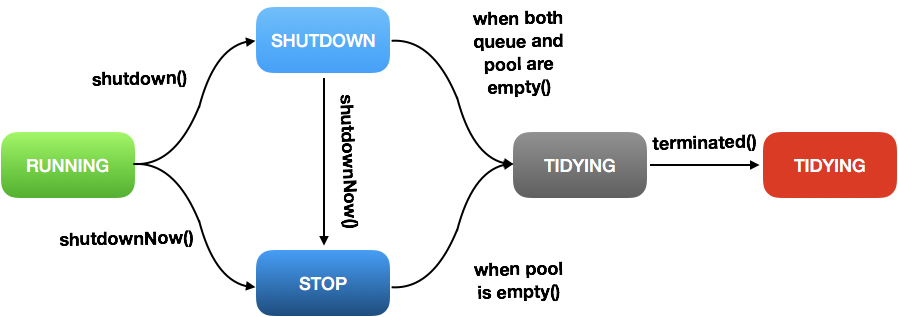 RUNNING
shutdown()
shutdownNow()
SHUTDOWN
shutdownNow()
STOP
when both
queue and
pool are
empty()
when pool
is empty()
TIDYING
terminated()
TIDYING